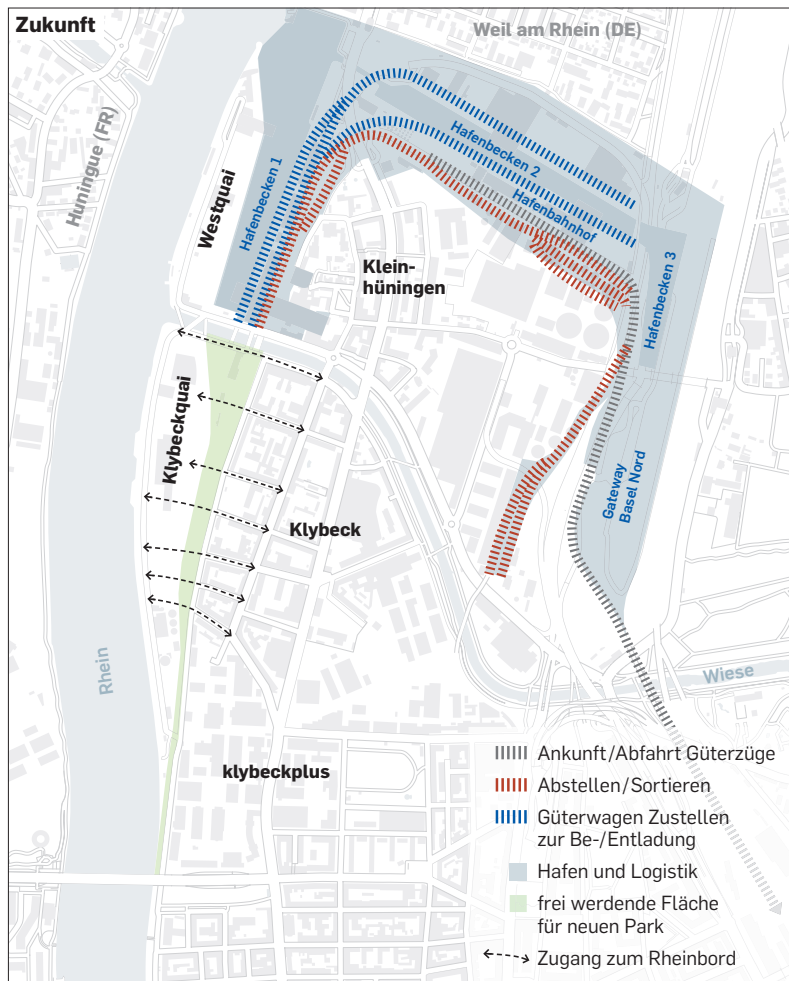 Zukunft
Weil am Rhein (DE)
Huningue (FR)
Westquai
Hafenbecken 1
Hafenbecken 2
Hafenbahnhof
Klein-
hüningen
Hafenbecken 3
Klybeckquai
Gateway
Basel Nord
Klybeck
Rhein
Wiese
klybeckplus
Ankunft/Abfahrt Güterzüge
Abstellen/Sortieren
Güterwagen Zustellen
zur Be-/Entladung
Hafen und Logistik
frei werdende Fläche
für neuen Park
Zugang zum Rheinbord